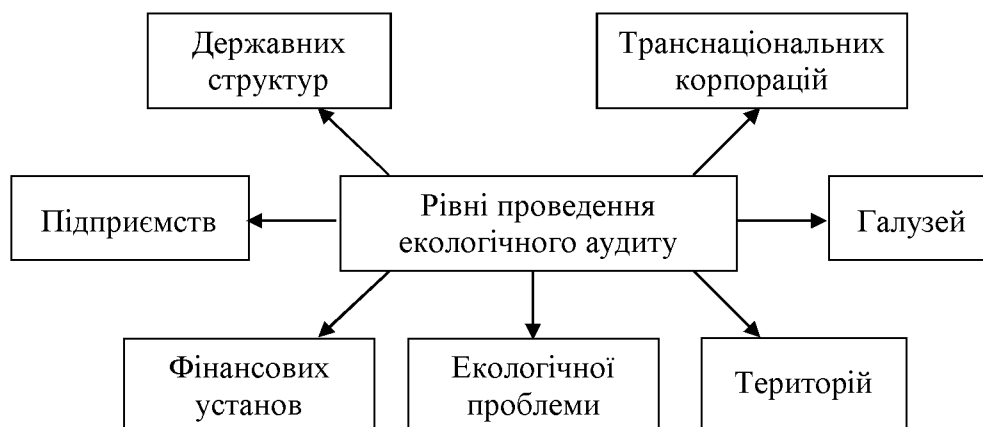 Державних
структур
Транснаціональних
корпорацій
Підприємств
Рівні проведення
екологічного аудиту
Галузей
Фінансових
установ
Екологічної
проблеми
Територій